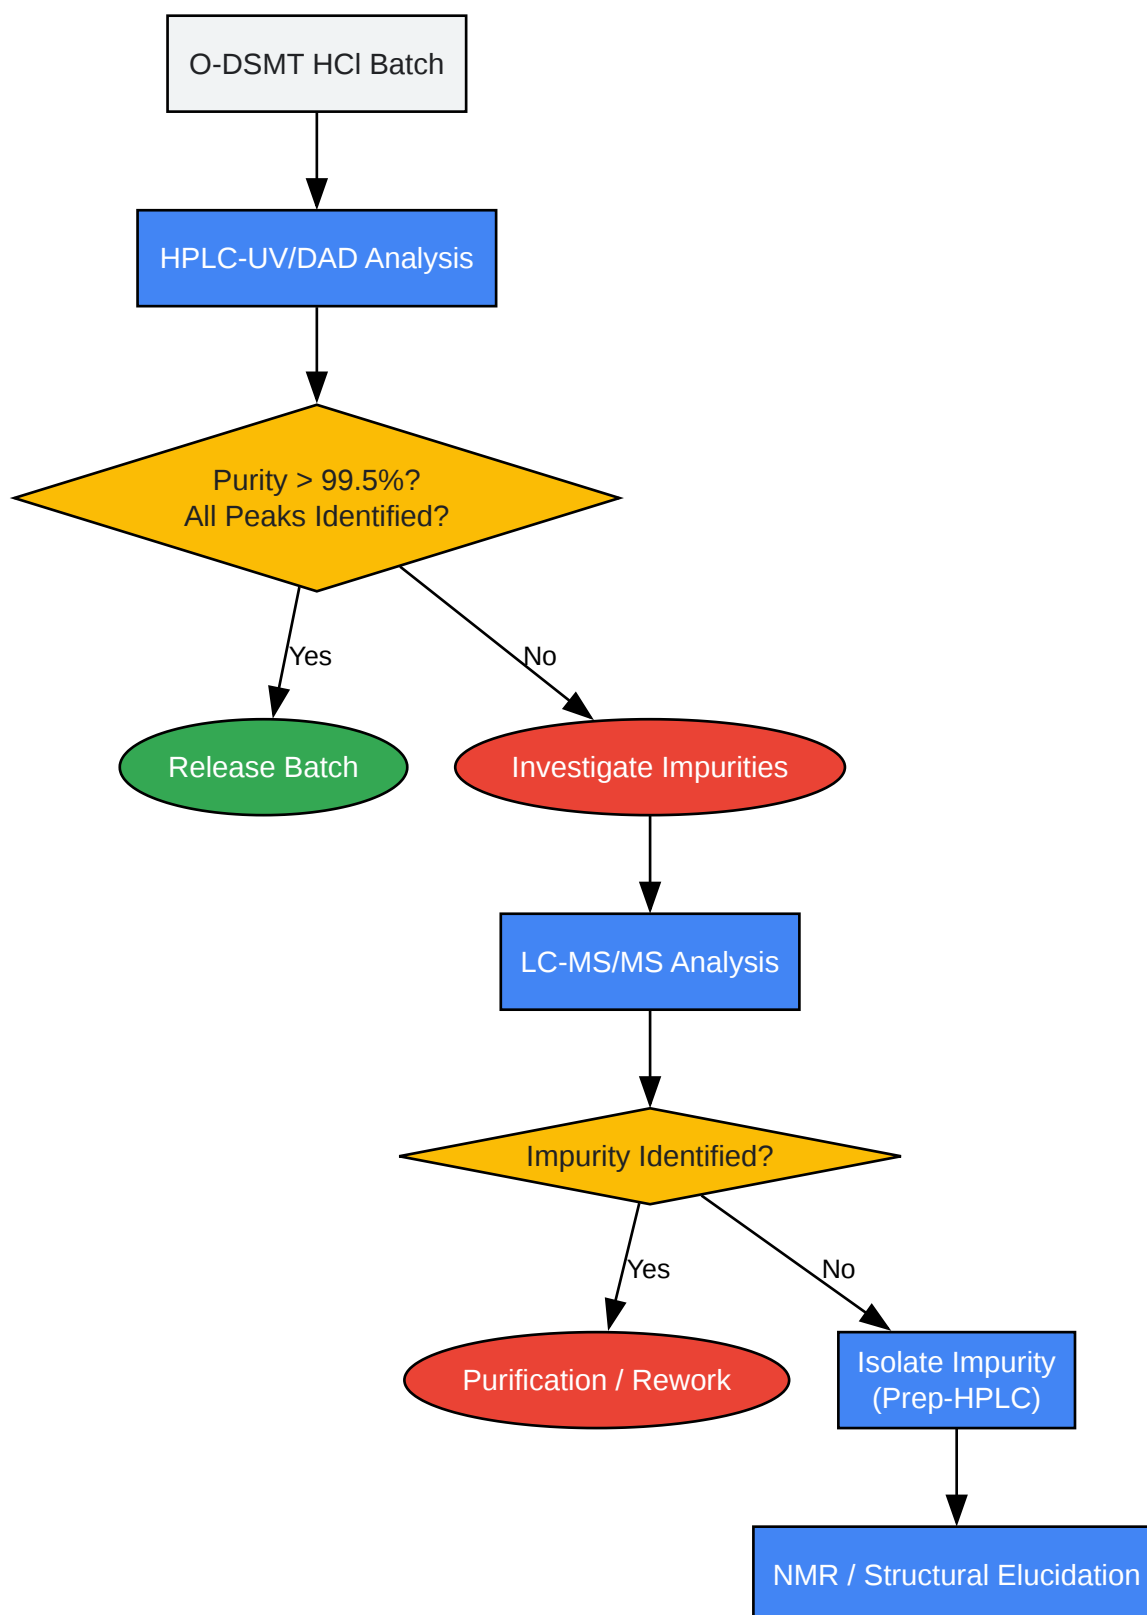 O-DSMT HCl Batch
HPLC-UV/DAD Analysis
Purity > 99.5%?
All Peaks Identified?
Yes
No
Release Batch
Investigate Impurities
LC-MS/MS Analysis
Impurity Identified?
Yes
No
Purification / Rework
Isolate Impurity
(Prep-HPLC)
NMR / Structural Elucidation